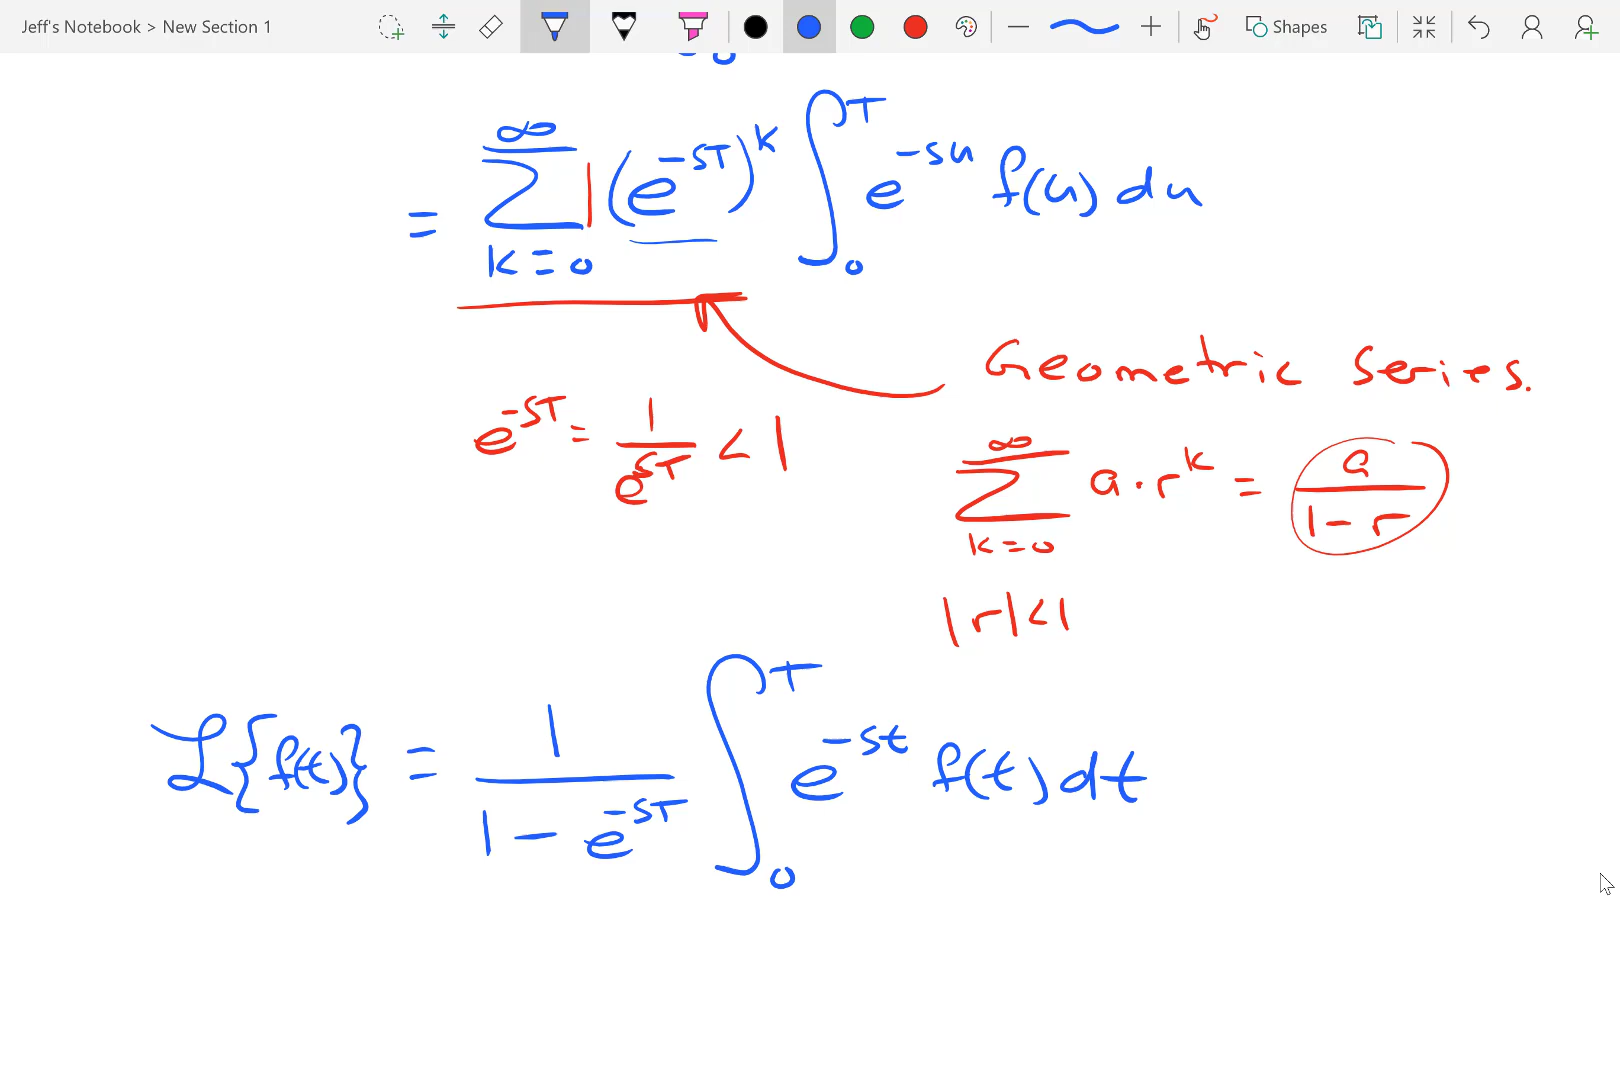 Jeff's Notebook > New Section 1 Shapes
= ∑_{k=0}^{∞} 1 (e^{-sT})^k ∫_0^T e^{-su} f(u) du
Geometric Series.
e^{-sT} = 1/e^{sT} < 1
∑_{k=0}^{∞} a·r^k = a/(1-r)
|r|<1
ℒ{f(t)} = 1/(1 - e^{-sT}) ∫_0^T e^{-st} f(t) dt